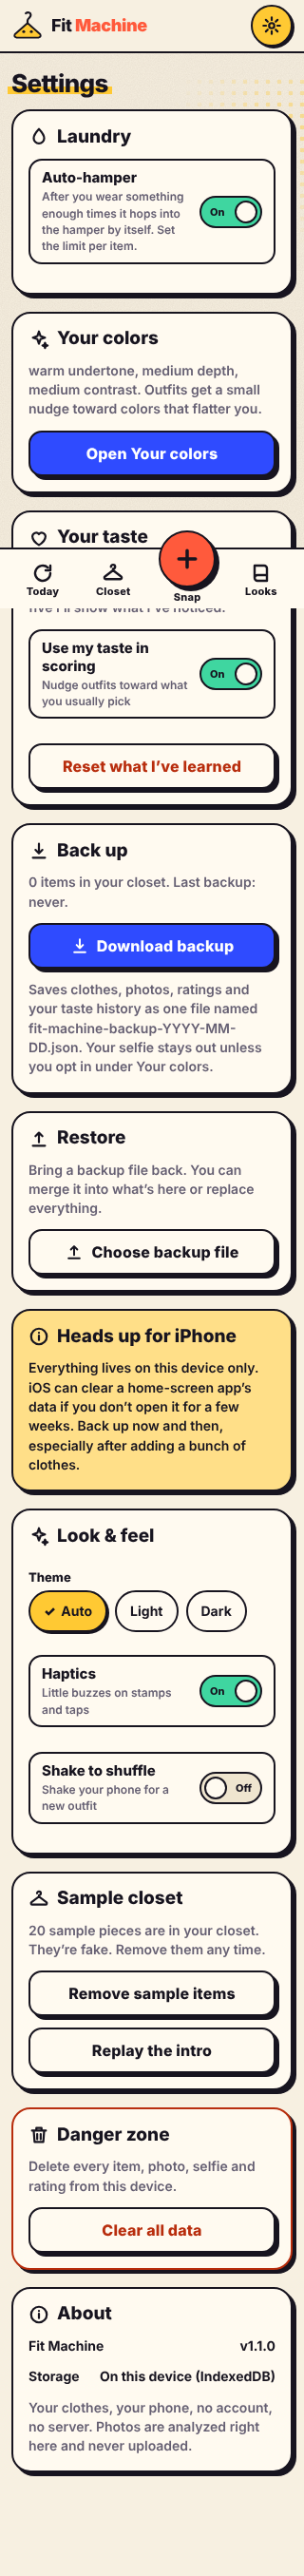 Fit Machine
Settings
Laundry
Auto-hamper
After you wear something
enough times it hops into
the hamper by itself. Set
the limit per item.
On
Your colors
warm undertone, medium depth,
medium contrast. Outfits get a small
nudge toward colors that flatter you.
Open Your colors
Your taste
Today
Closet
Snap
Looks
five I'll show what I've noticed.
Use my taste in
scoring
Nudge outfits toward what
you usually pick
On
Reset what I’ve learned
Back up
0 items in your closet. Last backup:
never.
Download backup
Saves clothes, photos, ratings and
your taste history as one file named
fit-machine-backup-YYYY-MM-
DD.json. Your selfie stays out unless
you opt in under Your colors.
Restore
Bring a backup file back. You can
merge it into what’s here or replace
everything.
Choose backup file
Heads up for iPhone
Everything lives on this device only.
iOS can clear a home-screen app’s
data if you don’t open it for a few
weeks. Back up now and then,
especially after adding a bunch of
clothes.
Look & feel
Theme
Auto
Light
Dark
Haptics
Little buzzes on stamps
and taps
On
Shake to shuffle
Shake your phone for a
new outfit
Off
Sample closet
20 sample pieces are in your closet.
They’re fake. Remove them any time.
Remove sample items
Replay the intro
Danger zone
Delete every item, photo, selfie and
rating from this device.
Clear all data
About
Fit Machine v1.1.0
Storage On this device (IndexedDB)
Your clothes, your phone, no account,
no server. Photos are analyzed right
here and never uploaded.